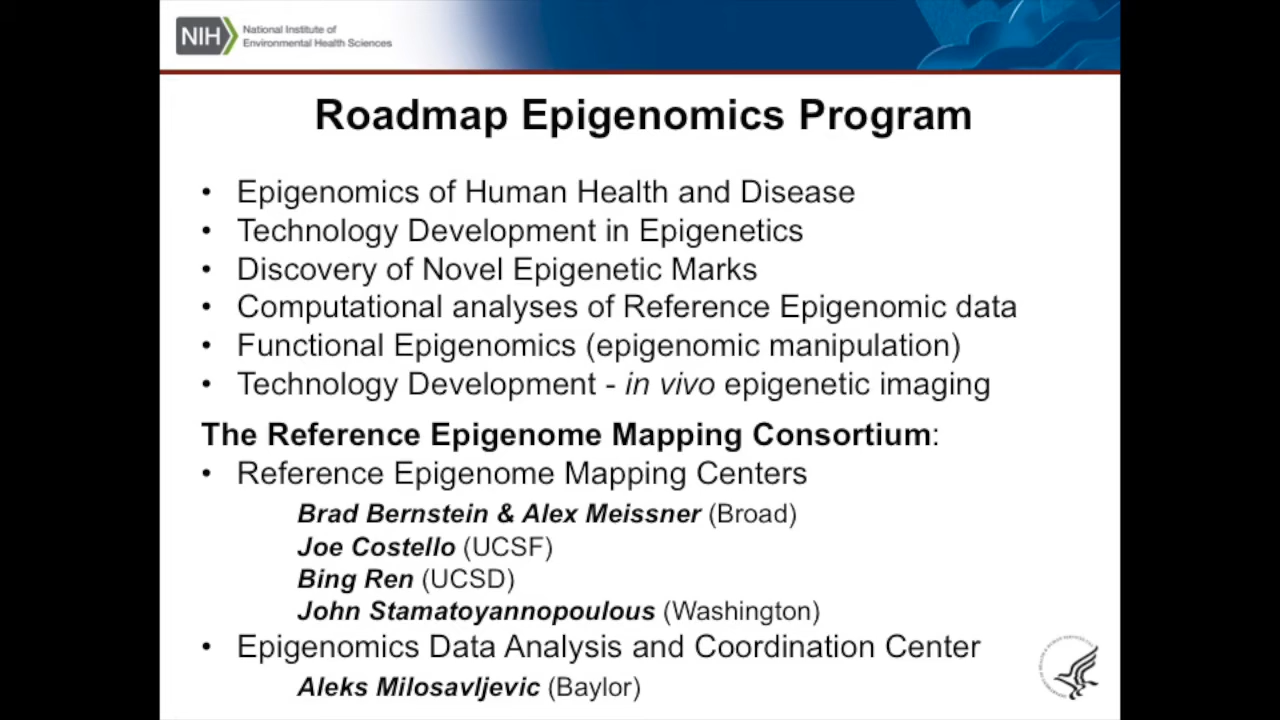 NIH
National Institute of
Environmental Health Sciences
Roadmap Epigenomics Program
• Epigenomics of Human Health and Disease
• Technology Development in Epigenetics
• Discovery of Novel Epigenetic Marks
• Computational analyses of Reference Epigenomic data
• Functional Epigenomics (epigenomic manipulation)
• Technology Development - in vivo epigenetic imaging
The Reference Epigenome Mapping Consortium:
• Reference Epigenome Mapping Centers
Brad Bernstein & Alex Meissner (Broad)
Joe Costello (UCSF)
Bing Ren (UCSD)
John Stamatoyannopoulous (Washington)
• Epigenomics Data Analysis and Coordination Center
Aleks Milosavljevic (Baylor)